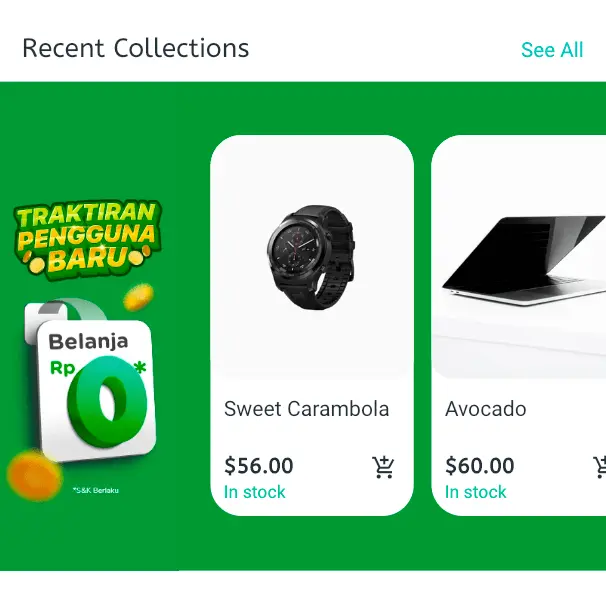 Recent Collections
See All
TRAKTIRAN
PENGGUNA
BARU
Belanja
Rp 0*
*S&K Berlaku
Sweet Carambola
$56.00
In stock
Avocado
$60.00
In stock